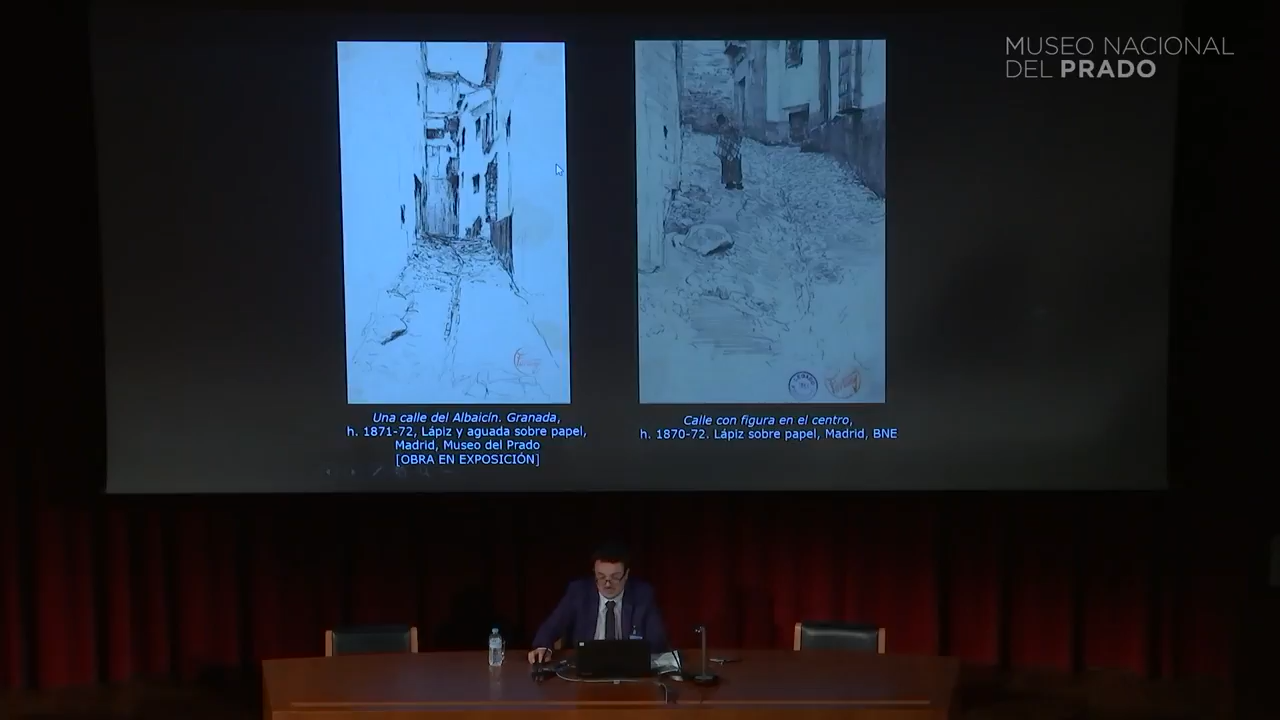 MUSEO NACIONAL
DEL PRADO
Una calle del Albaicín. Granada,
h. 1871-72, Lápiz y aguada sobre papel,
Madrid, Museo del Prado
[OBRA EN EXPOSICIÓN]
Calle con figura en el centro,
h. 1870-72. Lápiz sobre papel, Madrid, BNE